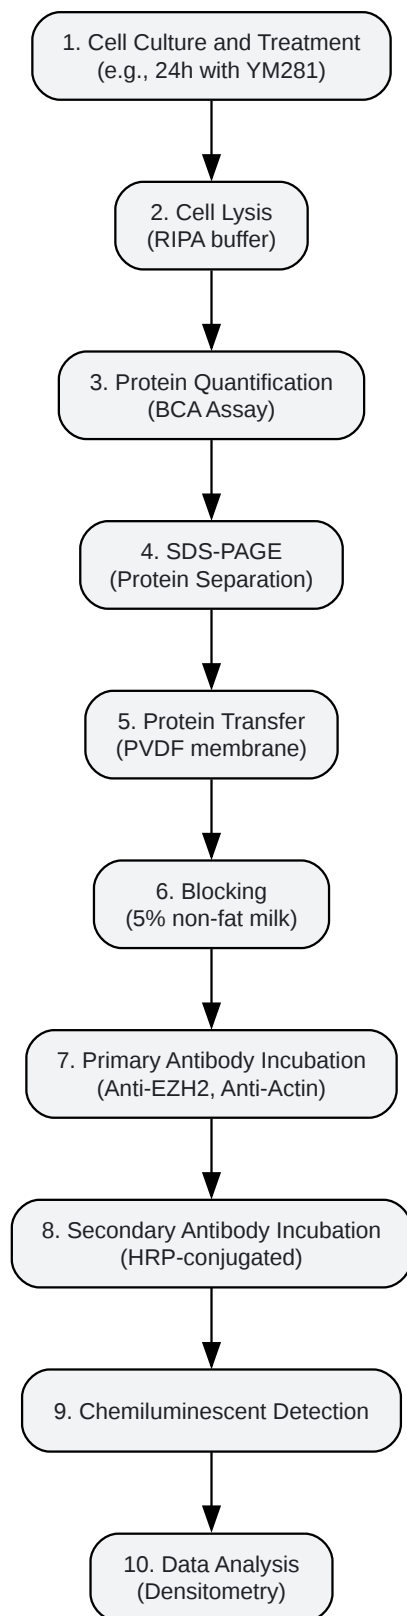 1. Cell Culture and Treatment
(e.g., 24h with YM281)
2. Cell Lysis
(RIPA buffer)
3. Protein Quantification
(BCA Assay)
4. SDS-PAGE
(Protein Separation)
5. Protein Transfer
(PVDF membrane)
6. Blocking
(5% non-fat milk)
7. Primary Antibody Incubation
(Anti-EZH2, Anti-Actin)
8. Secondary Antibody Incubation
(HRP-conjugated)
9. Chemiluminescent Detection
10. Data Analysis
(Densitometry)